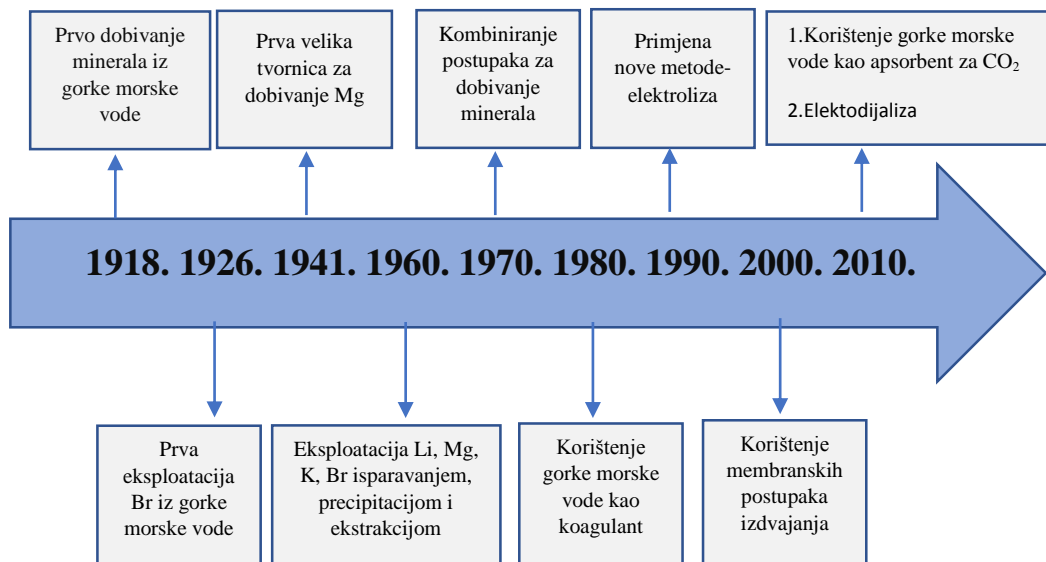 Prvo dobivanje
minerala iz
gorke morske
vode
Prva velika
tvornica za
dobivanje Mg
Kombiniranje
postupaka za
dobivanje
minerala
Primjena
nove metode-
elektroliza
1.Korištenje gorke morske
vode kao apsorbent za CO₂
2.Elektodijaliza
1918. 1926. 1941. 1960. 1970. 1980. 1990. 2000. 2010.
Prva
eksploatacija
Br iz gorke
morske vode
Eksploatacija Li, Mg,
K, Br isparavanjem,
precipitacijom i
ekstrakcijom
Korištenje
gorke morske
vode kao
koagulant
Korištenje
membranskih
postupaka
izdvajanja